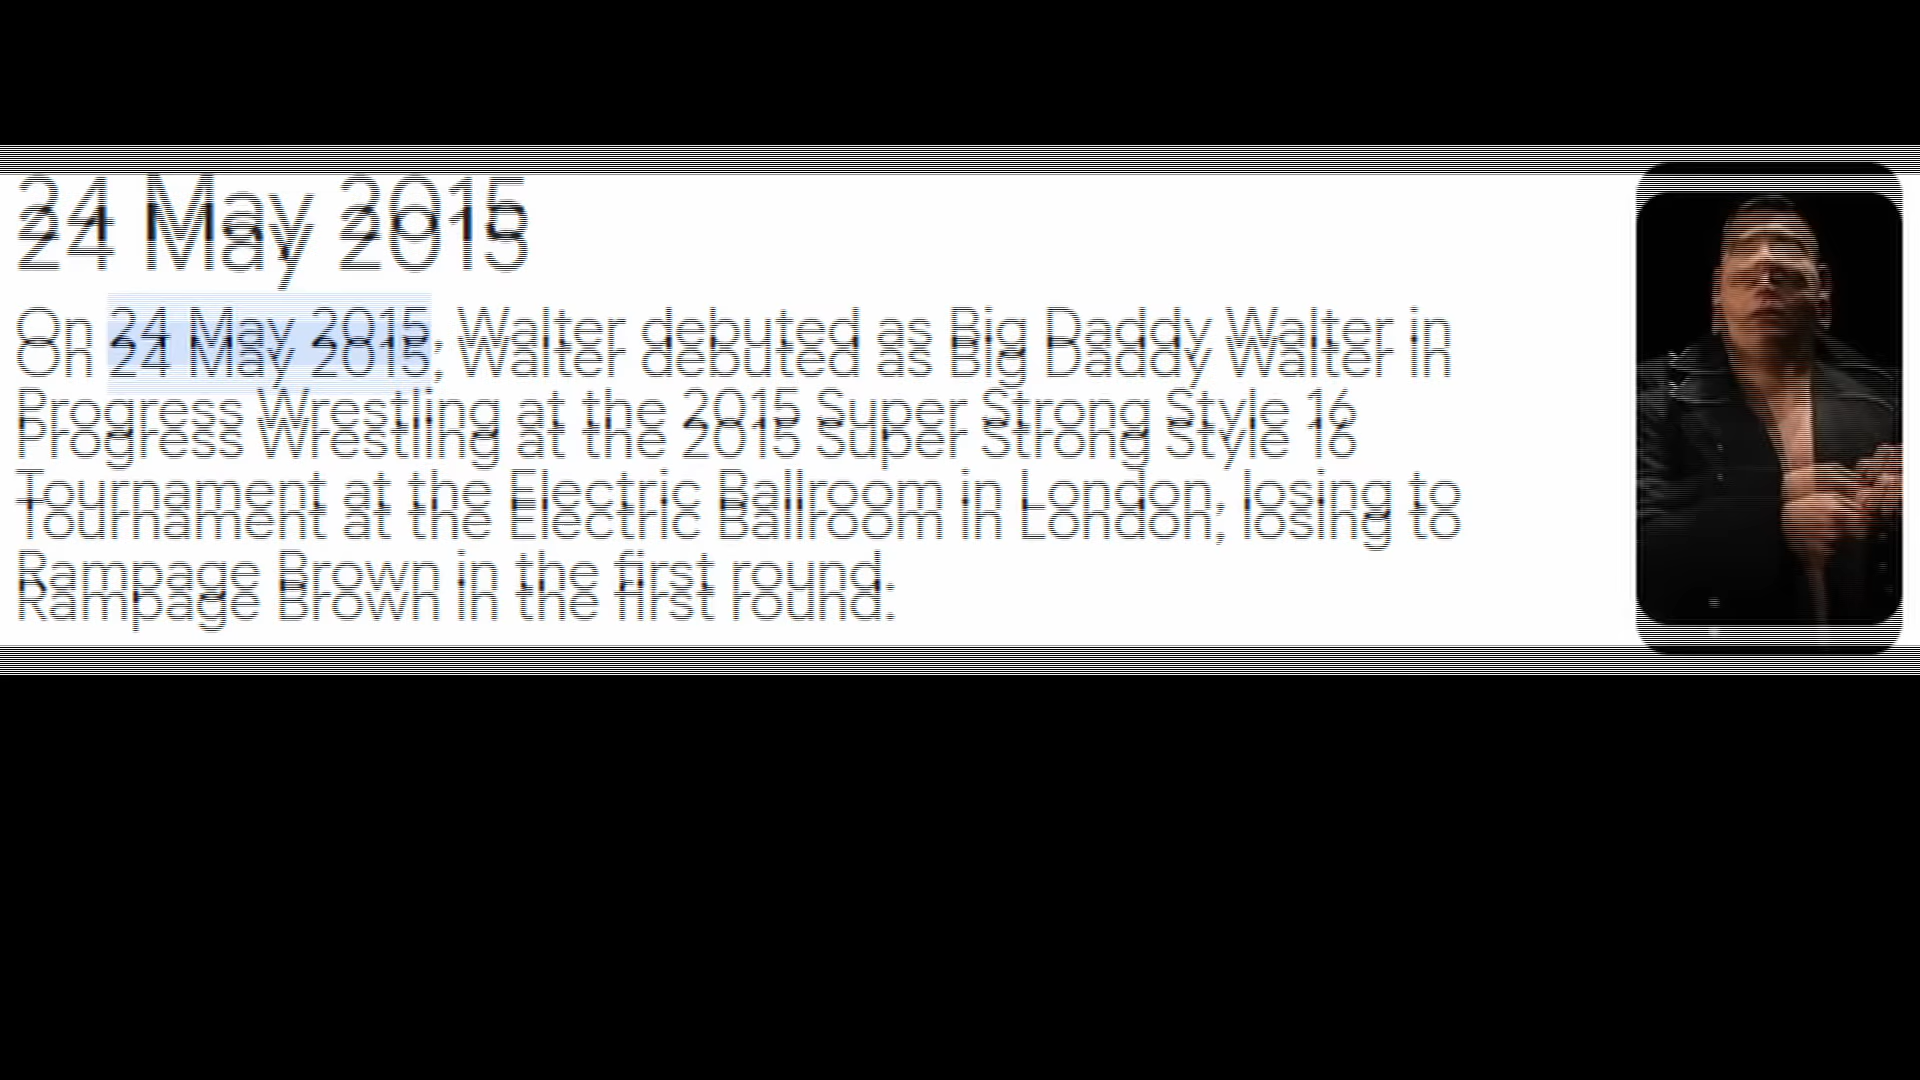 24 May 2015
On 24 May 2015, Walter debuted as Big Daddy Walter in
Progress Wrestling at the 2015 Super Strong Style 16
Tournament at the Electric Ballroom in London, losing to
Rampage Brown in the first round.